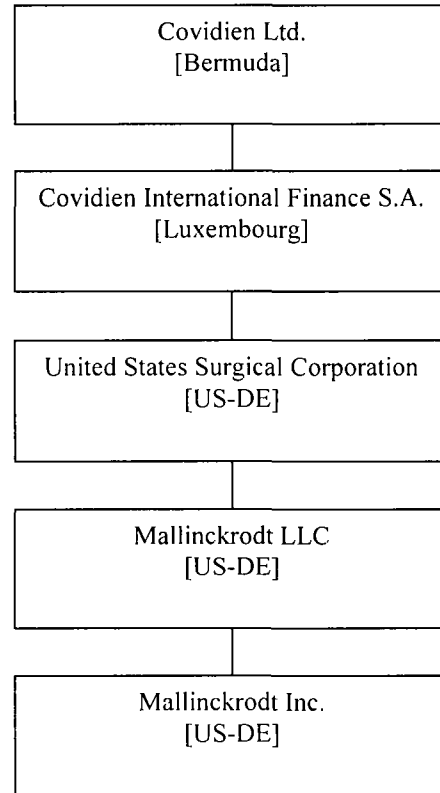 Covidien Ltd.
[Bermuda]
Covidien International Finance S.A.
[Luxembourg]
United States Surgical Corporation
[US-DE]
Mallinckrodt LLC
[US-DE]
Mallinckrodt Inc.
[US-DE]